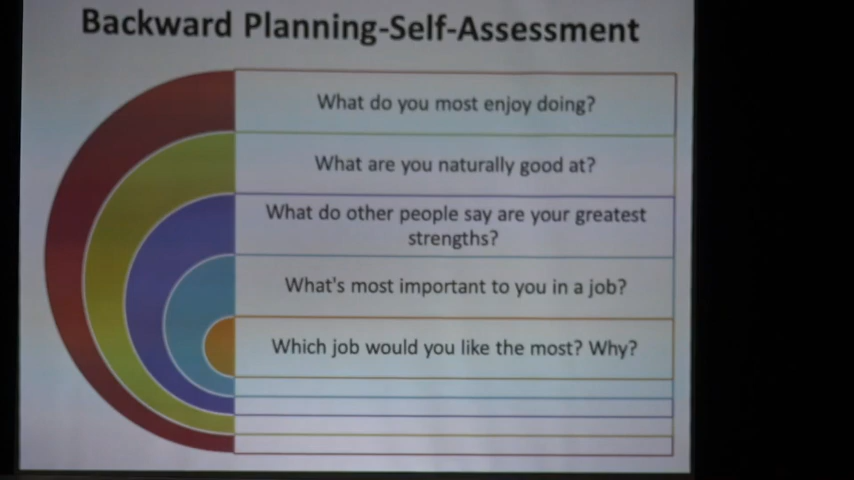 Backward Planning-Self-Assessment
What do you most enjoy doing?
What are you naturally good at?
What do other people say are your greatest
strengths?
What's most important to you in a job?
Which job would you like the most? Why?